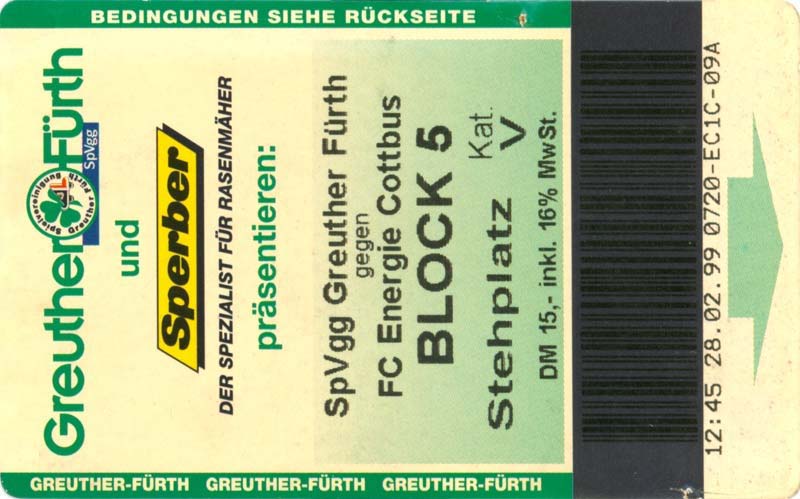 BEDINGUNGEN SIEHE RÜCKSEITE
Greuther Fürth
SpVgg
Spielvereinigung
Greuther Fürth
und
Sperber
DER SPEZIALIST FÜR RASENMÄHER
präsentieren:
SpVgg Greuther Fürth
gegen
FC Energie Cottbus
BLOCK 5
Stehplatz Kat. V
DM 15,- inkl. 16% MwSt.
12:45 28.02.99 0720-EC1C-09A
GREUTHER-FÜRTH GREUTHER-FÜRTH GREUTHER-FÜRTH